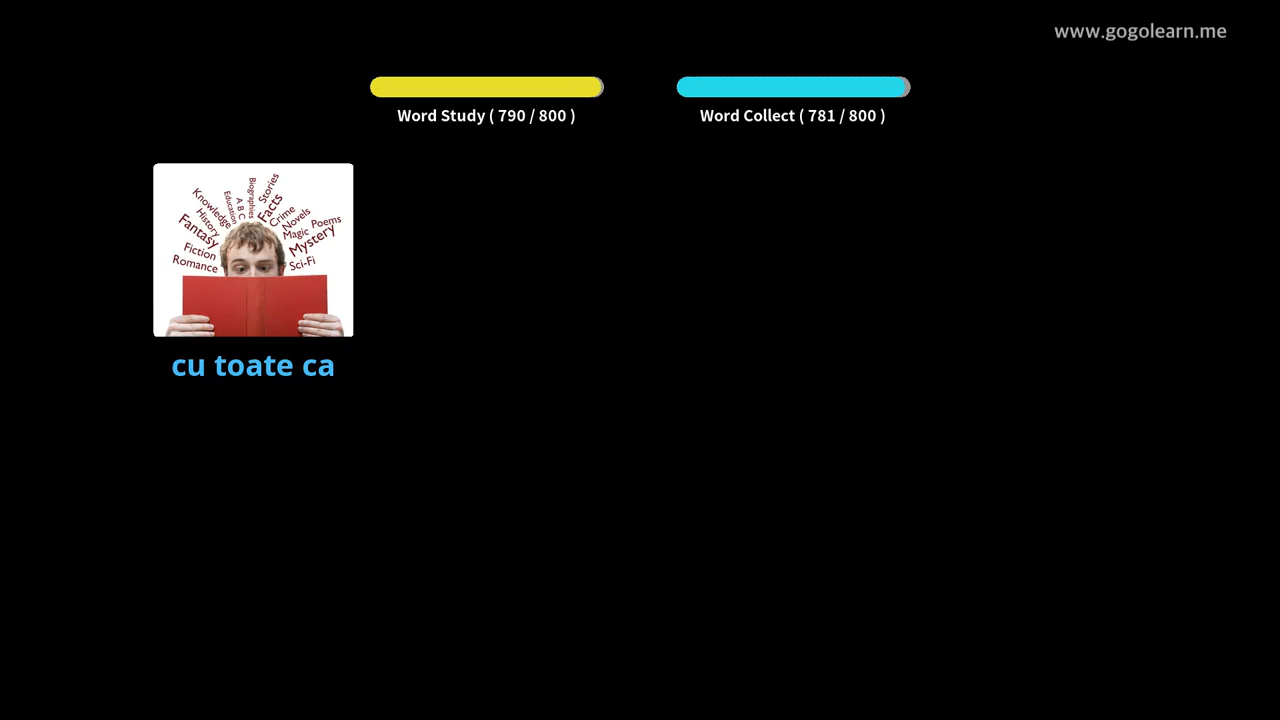 www.gogolearn.me
Word Study ( 790 / 800 )
Word Collect ( 781 / 800 )
Knowledge
History
Fantasy
Fiction
Romance
Education
A B C
Biographies
Stories
Facts
Crime
Novels
Magic
Poems
Mystery
Sci-Fi
cu toate ca